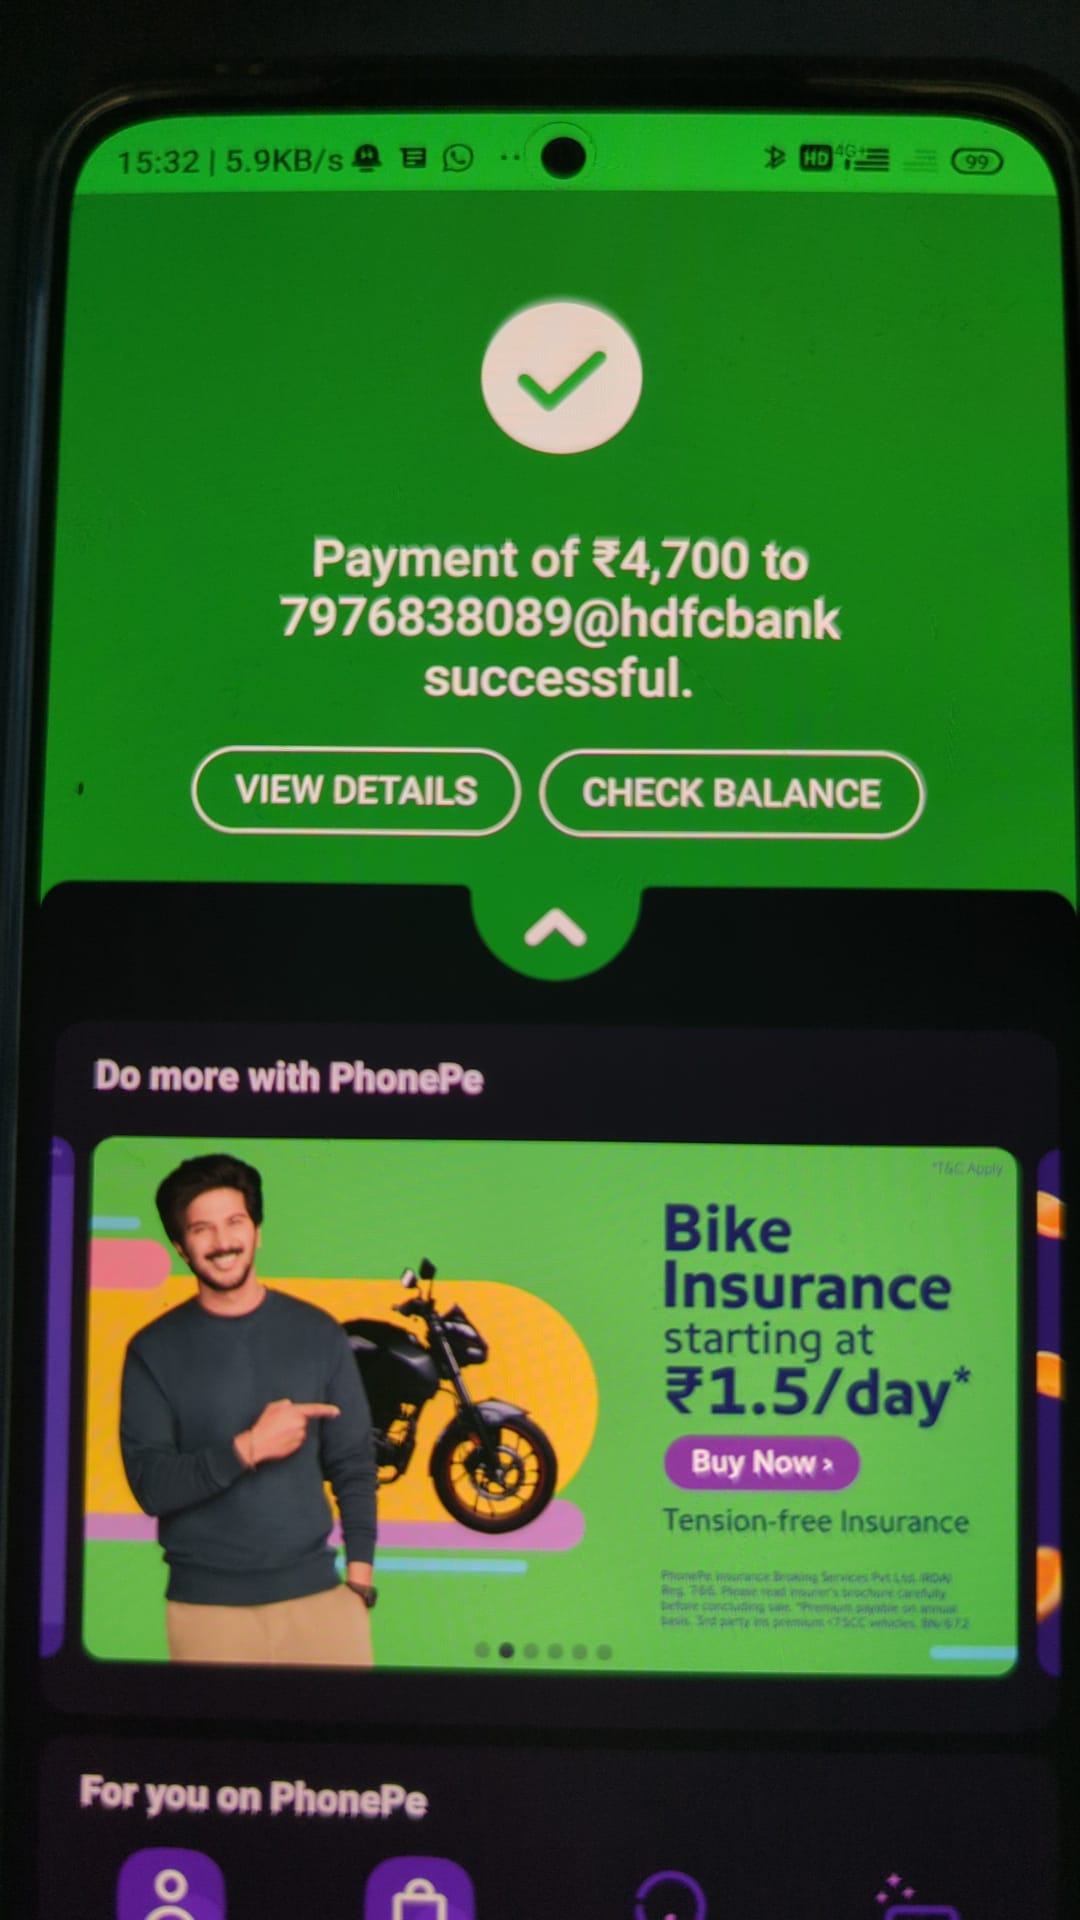 15:32 | 5.9KB/s
HD 4G+ 99
Payment of ₹4,700 to
7976838089@hdfcbank
successful.
VIEW DETAILS
CHECK BALANCE
Do more with PhonePe
*T&C Apply
Bike
Insurance
starting at
₹1.5/day*
Buy Now ›
Tension-free Insurance
PhonePe Insurance Broking Services Pvt Ltd. IRDAI
Reg. 766. Please read insurer's brochure carefully
before concluding sale. *Premium payable on annual
basis. 3rd party ins premium <75CC vehicles.
For you on PhonePe